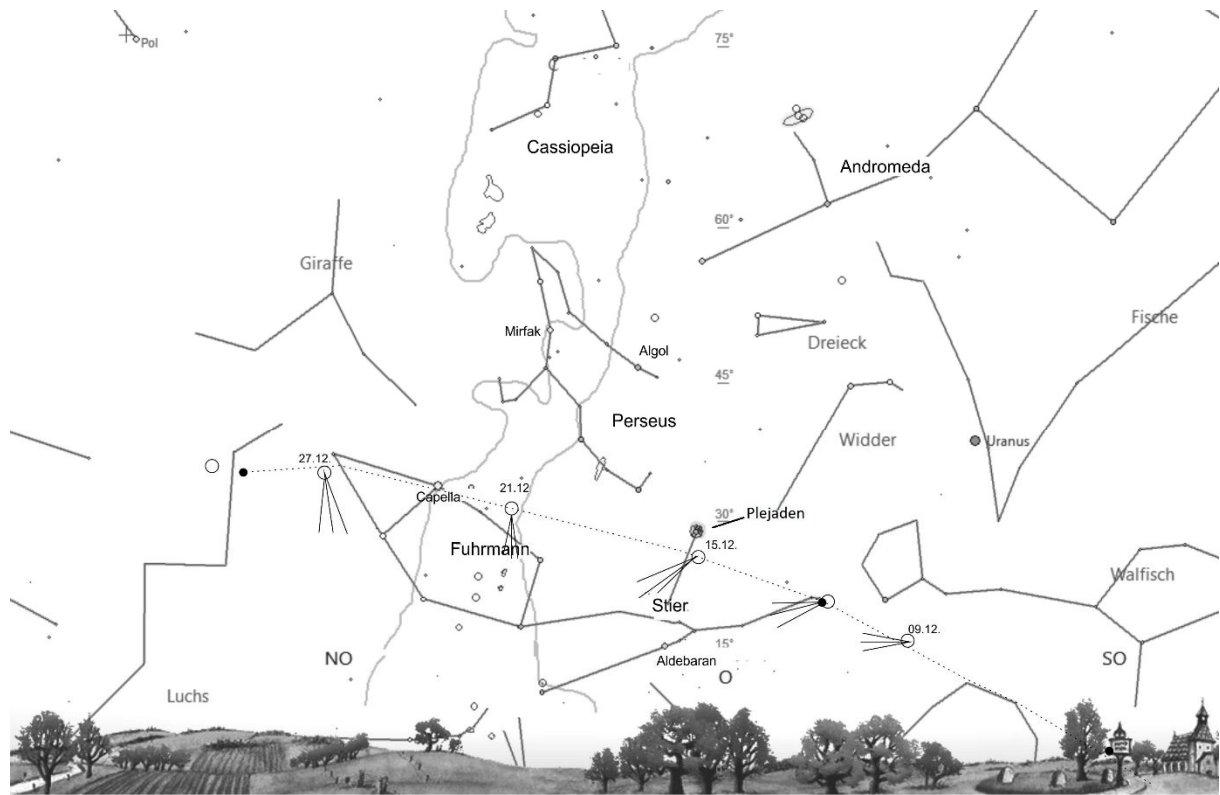 75°
Pol
Cassiopeia
Andromeda
60°
Giraffe
Fische
Mirfak
Dreieck
Algol
45°
Perseus
Widder
Uranus
27.12.
21.12
Capella
30°
Plejaden
Fuhrmann
15.12.
Walfisch
Stier
09.12.
15°
NO
Aldebaran
SO
O
Luchs